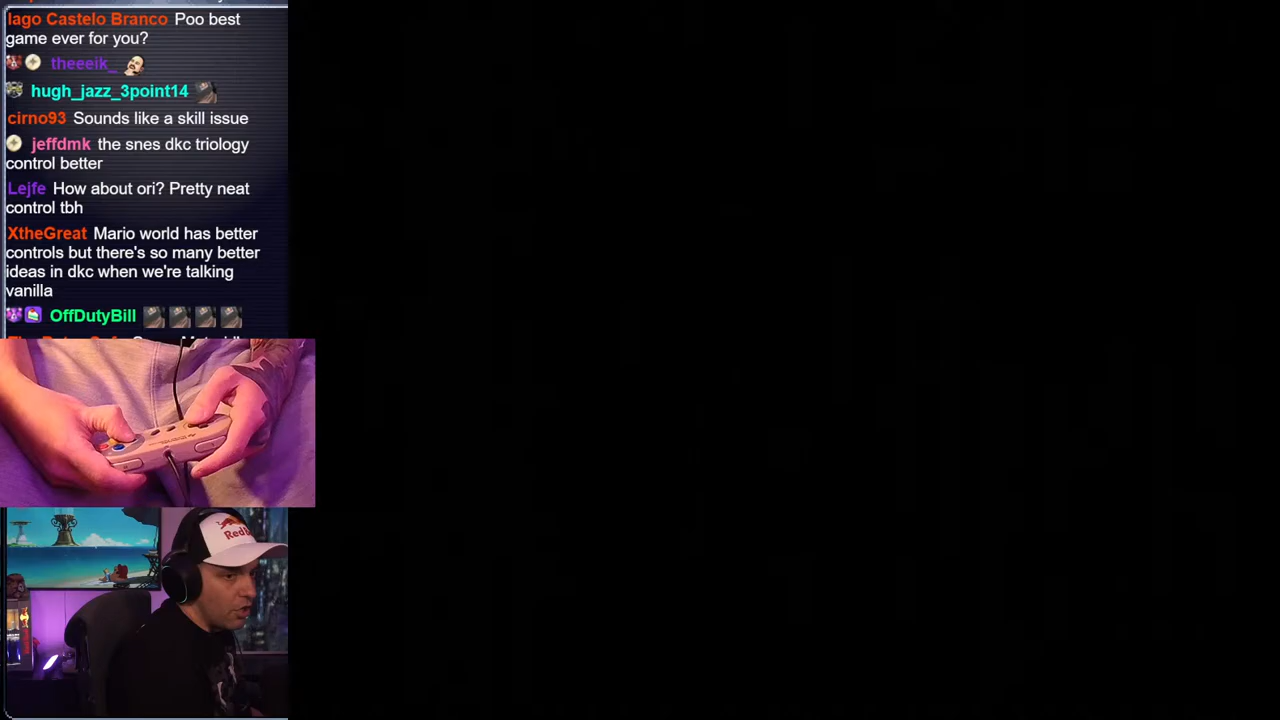 Iago Castelo Branco Poo best
game ever for you?
theeeik_
hugh_jazz_3point14
cirno93 Sounds like a skill issue
jeffdmk the snes dkc triology
control better
Lejfe How about ori? Pretty neat
control tbh
XtheGreat Mario world has better
controls but there's so many better
ideas in dkc when we're talking
vanilla
OffDutyBill